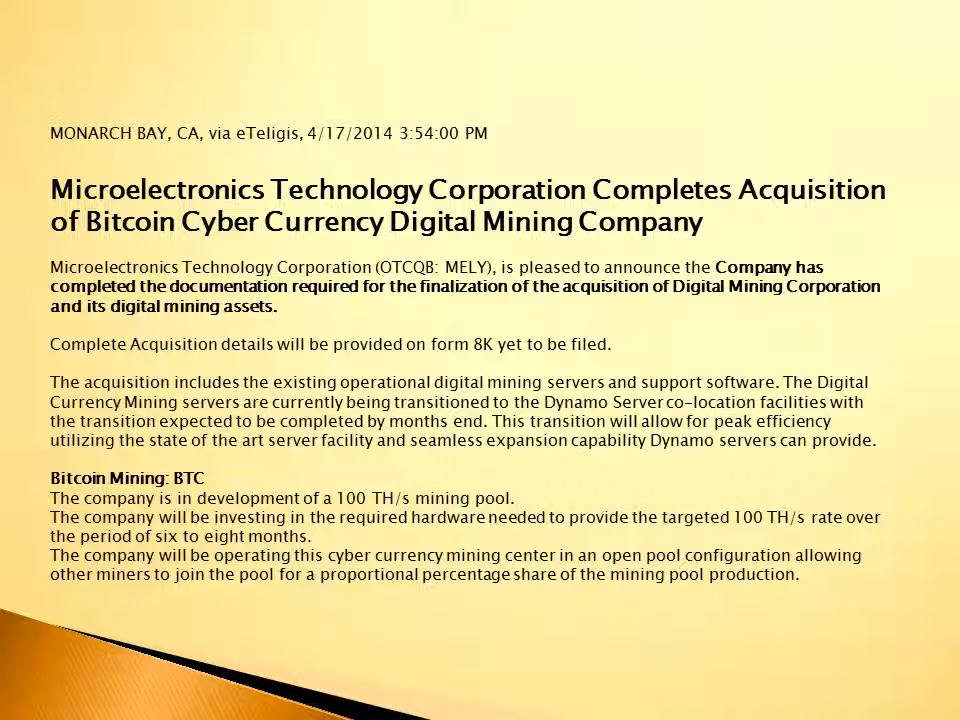 MONARCH BAY, CA, via eTeligis, 4/17/2014 3:54:00 PM
Microelectronics Technology Corporation Completes Acquisition
of Bitcoin Cyber Currency Digital Mining Company
Microelectronics Technology Corporation (OTCQB: MELY), is pleased to announce the Company has
completed the documentation required for the finalization of the acquisition of Digital Mining Corporation
and its digital mining assets.
Complete Acquisition details will be provided on form 8K yet to be filed.
The acquisition includes the existing operational digital mining servers and support software. The Digital
Currency Mining servers are currently being transitioned to the Dynamo Server co-location facilities with
the transition expected to be completed by months end. This transition will allow for peak efficiency
utilizing the state of the art server facility and seamless expansion capability Dynamo servers can provide.
Bitcoin Mining: BTC
The company is in development of a 100 TH/s mining pool.
The company will be investing in the required hardware needed to provide the targeted 100 TH/s rate over
the period of six to eight months.
The company will be operating this cyber currency mining center in an open pool configuration allowing
other miners to join the pool for a proportional percentage share of the mining pool production.